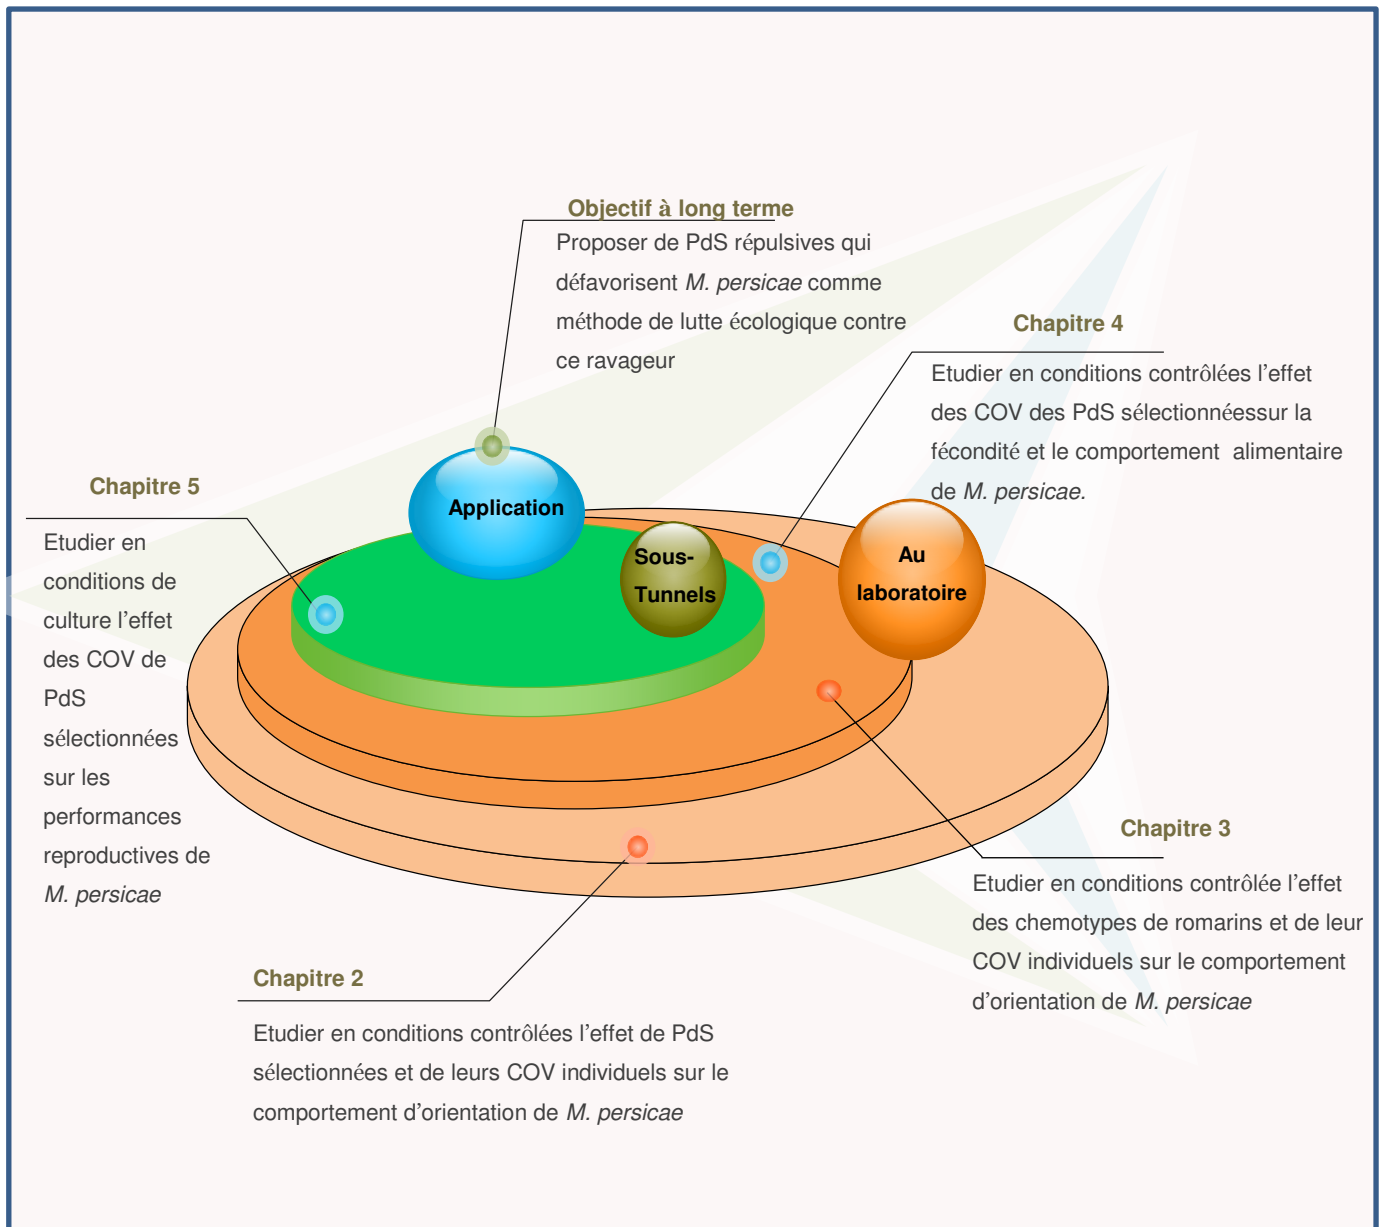 Objectif à long terme
Proposer de PdS répulsives qui
défavorisent M. persicae comme
méthode de lutte écologique contre
ce ravageur
Chapitre 4
Etudier en conditions contrôlées l’effet
des COV des PdS sélectionnéessur la
fécondité et le comportement alimentaire
de M. persicae.
Chapitre 5
Etudier en
conditions de
culture l’effet
des COV de
PdS
sélectionnées
sur les
performances
reproductives de
M. persicae
Application
Sous-
Tunnels
Au
laboratoire
Chapitre 3
Etudier en conditions contrôlée l’effet
des chemotypes de romarins et de leur
COV individuels sur le comportement
d’orientation de M. persicae
Chapitre 2
Etudier en conditions contrôlées l’effet de PdS
sélectionnées et de leurs COV individuels sur le
comportement d’orientation de M. persicae